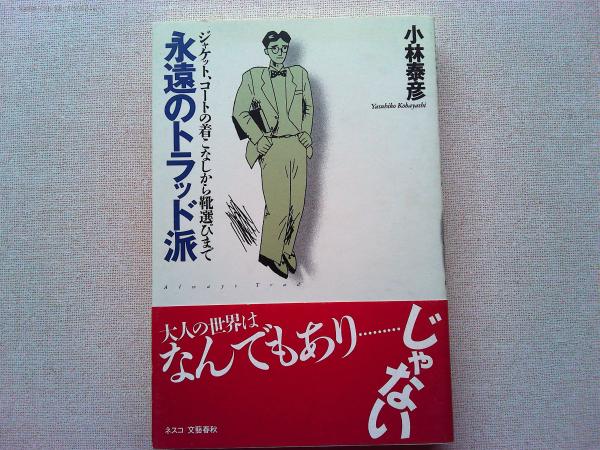 小林泰彦
Yasuhiko Kobayashi
ジャケット、コートの着こなしから靴選びまで
永遠のトラッド派
Always Trad
大人の世界は
なんでもあり………
じゃない
ネスコ 文藝春秋